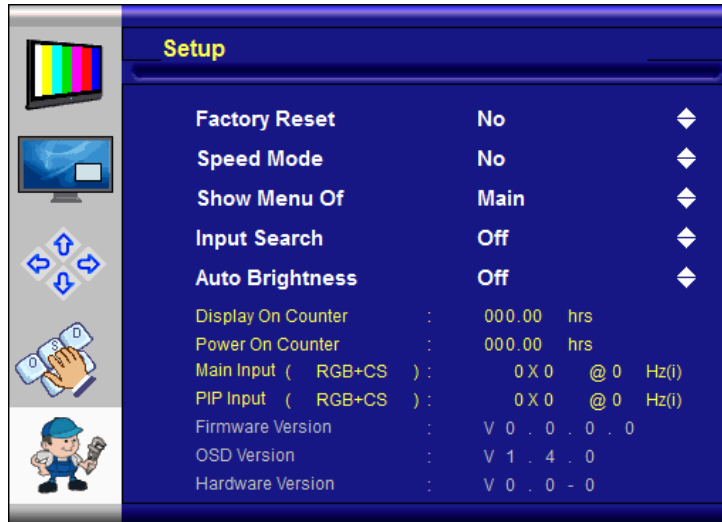 Setup
Factory Reset No
Speed Mode No
Show Menu Of Main
Input Search Off
Auto Brightness Off
Display On Counter : 000.00 hrs
Power On Counter : 000.00 hrs
Main Input ( RGB+CS ) : 0 X 0 @ 0 Hz(i)
PIP Input ( RGB+CS ) : 0 X 0 @ 0 Hz(i)
Firmware Version : V 0 . 0 . 0 . 0
OSD Version : V 1 . 4 . 0
Hardware Version : V 0 . 0 - 0
O S D